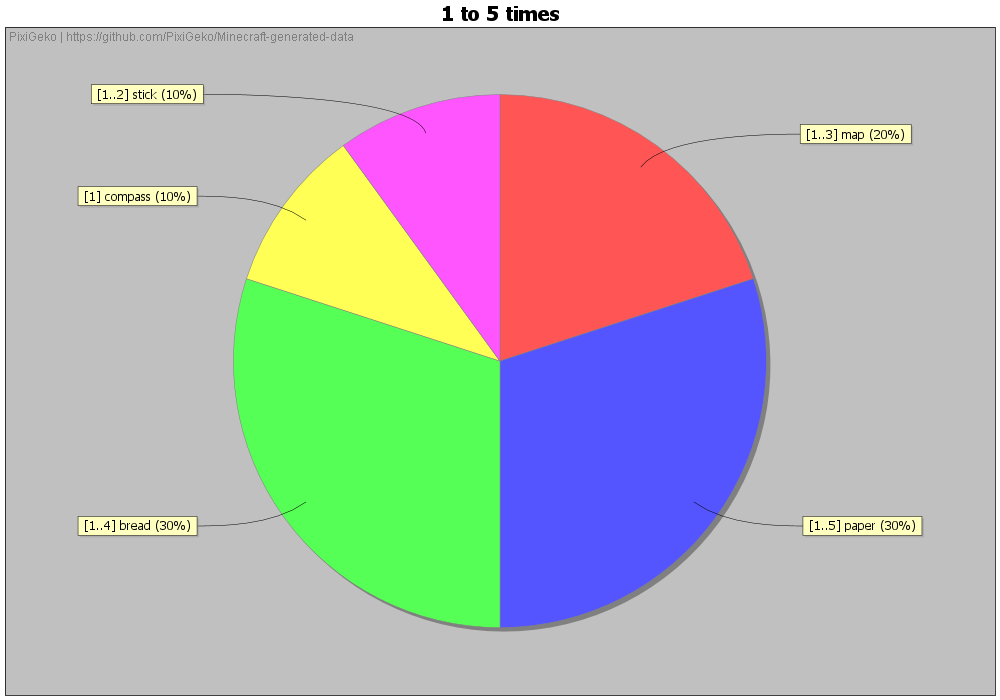 1 to 5 times
PixiGeko | https://github.com/PixiGeko/Minecraft-generated-data
[1..2] stick (10%)
[1..3] map (20%)
[1] compass (10%)
[1..4] bread (30%)
[1..5] paper (30%)